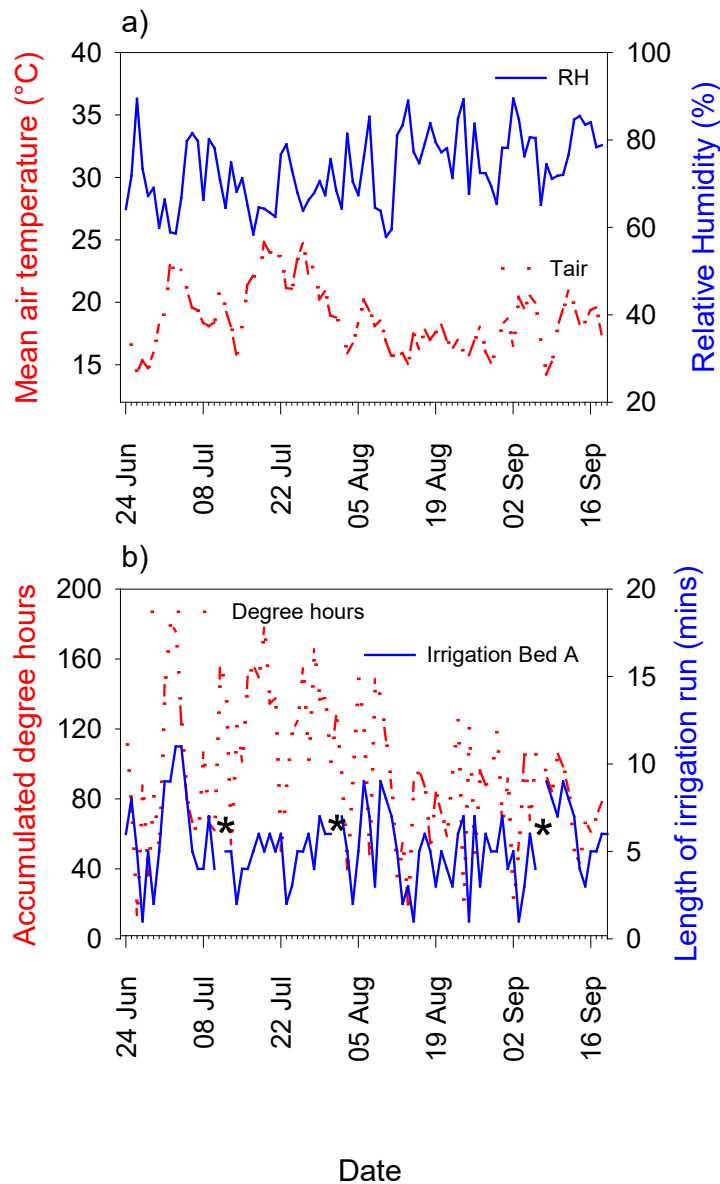 a)
40
100
RH
35
80
30
60
25
Tair
20
40
15
20
Mean air temperature (°C)
Relative Humidity (%)
24 Jun
08 Jul
22 Jul
05 Aug
19 Aug
02 Sep
16 Sep
b)
200
20
Degree hours
160
Irrigation Bed A
15
120
10
80
* * *
40
5
0
0
Accumulated degree hours
Length of irrigation run (mins)
24 Jun
08 Jul
22 Jul
05 Aug
19 Aug
02 Sep
16 Sep
Date